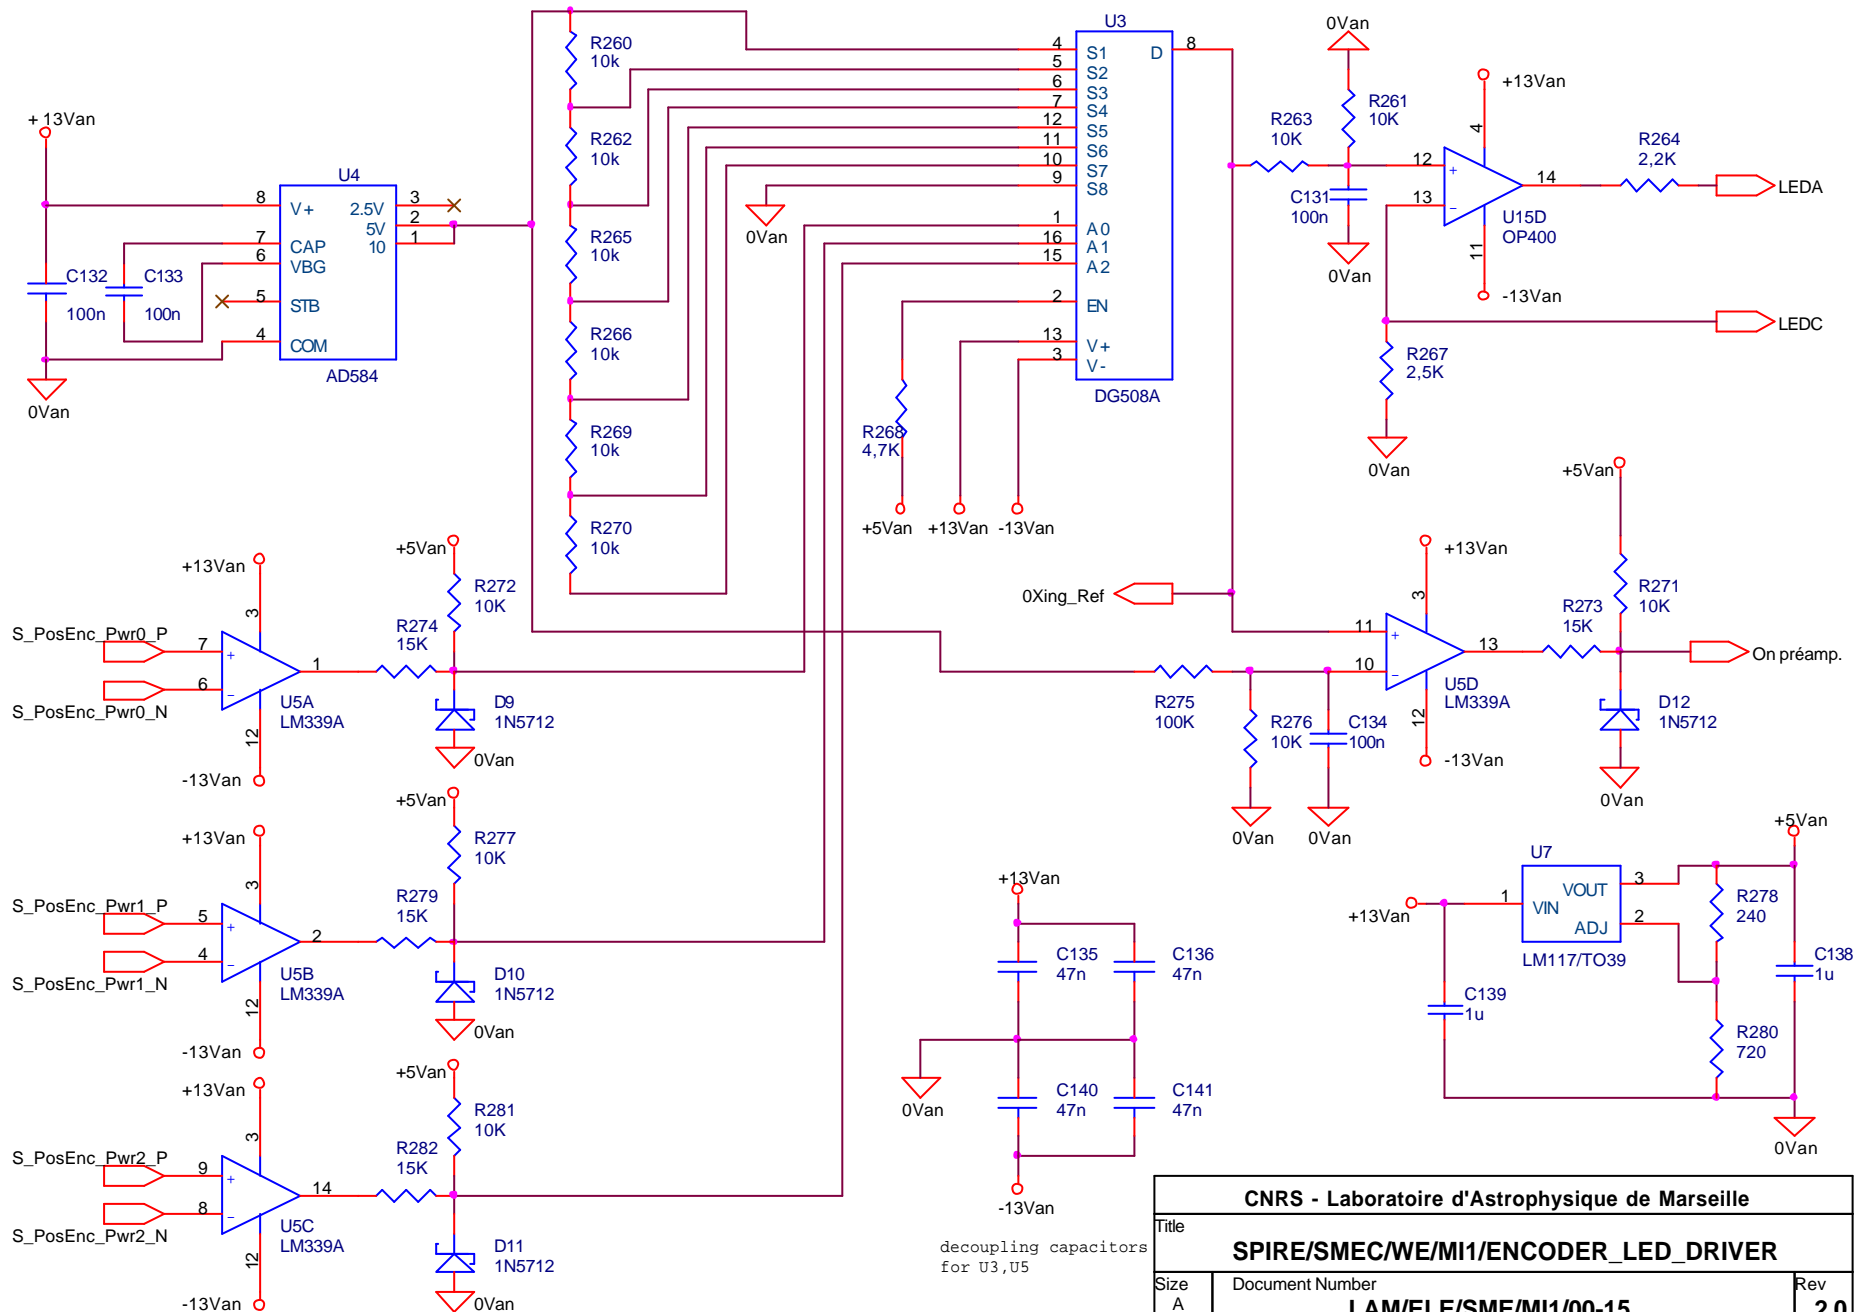 + 13Van
U4
V+
CAP
VBG
STB
COM
2.5V
5V
10
8
7
6
5
4
3
2
1
AD584
C132
100n
C133
100n
0Van
R260
10k
R262
10k
R265
10k
R266
10k
R269
10k
R270
10k
U3
4 S1
5 S2
6 S3
7 S4
12 S5
11 S6
10 S7
9 S8
1 A0
16 A1
15 A2
2 EN
13 V+
3 V-
D 8
DG508A
0Van
R268
4,7K
+5Van
+13Van
-13Van
0Van
R261
10K
R263
10K
C131
100n
0Van
+13Van
4
12
13
+
−
14
11
U15D
OP400
-13Van
R264
2,2K
LEDA
LEDC
R267
2,5K
0Van
+13Van
3
S_PosEnc_Pwr0_P
7
+
S_PosEnc_Pwr0_N
6
−
1
12
U5A
LM339A
-13Van
R274
15K
+5Van
R272
10K
D9
1N5712
0Van
+13Van
3
S_PosEnc_Pwr1_P
5
+
S_PosEnc_Pwr1_N
4
−
2
12
U5B
LM339A
-13Van
R279
15K
+5Van
R277
10K
D10
1N5712
0Van
+13Van
3
S_PosEnc_Pwr2_P
9
+
S_PosEnc_Pwr2_N
8
−
14
12
U5C
LM339A
-13Van
R282
15K
+5Van
R281
10K
D11
1N5712
0Van
0Xing_Ref
+13Van
3
11
+
10
−
13
12
U5D
LM339A
-13Van
R275
100K
R276
10K
C134
100n
0Van
0Van
+5Van
R271
10K
R273
15K
On préamp.
D12
1N5712
0Van
+13Van
C135
47n
C136
47n
0Van
C140
47n
C141
47n
-13Van
decoupling capacitors
for U3,U5
+5Van
U7
+13Van
1
VIN
VOUT
3
ADJ
2
LM117/TO39
R278
240
C138
1u
C139
1u
R280
720
0Van
CNRS - Laboratoire d'Astrophysique de Marseille
Title
SPIRE/SMEC/WE/MI1/ENCODER_LED_DRIVER
Size
A
Document Number
LAM/ELE/SME/MI1/00-15
Rev
2.0